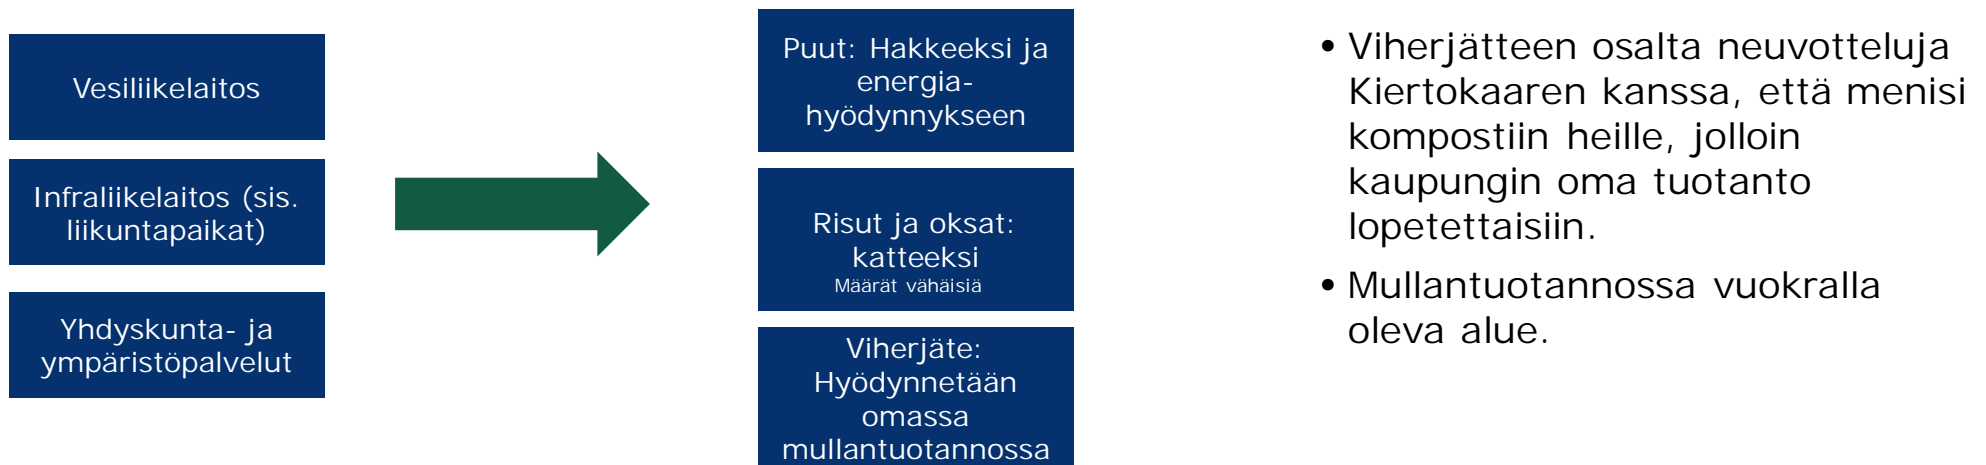 Vesiliikelaitos
Infraliikelaitos (sis.
liikuntapaikat)
Yhdyskunta- ja
ympäristöpalvelut
Puut: Hakkeeksi ja
energia-
hyödynnykseen
Risut ja oksat:
katteeksi
Määrät vähäisiä
Viherjäte:
Hyödynnetään
omassa
mullantuotannossa
• Viherjätteen osalta neuvotteluja
Kiertokaaren kanssa, että menisi
kompostiin heille, jolloin
kaupungin oma tuotanto
lopetettaisiin.
• Mullantuotannossa vuokralla
oleva alue.